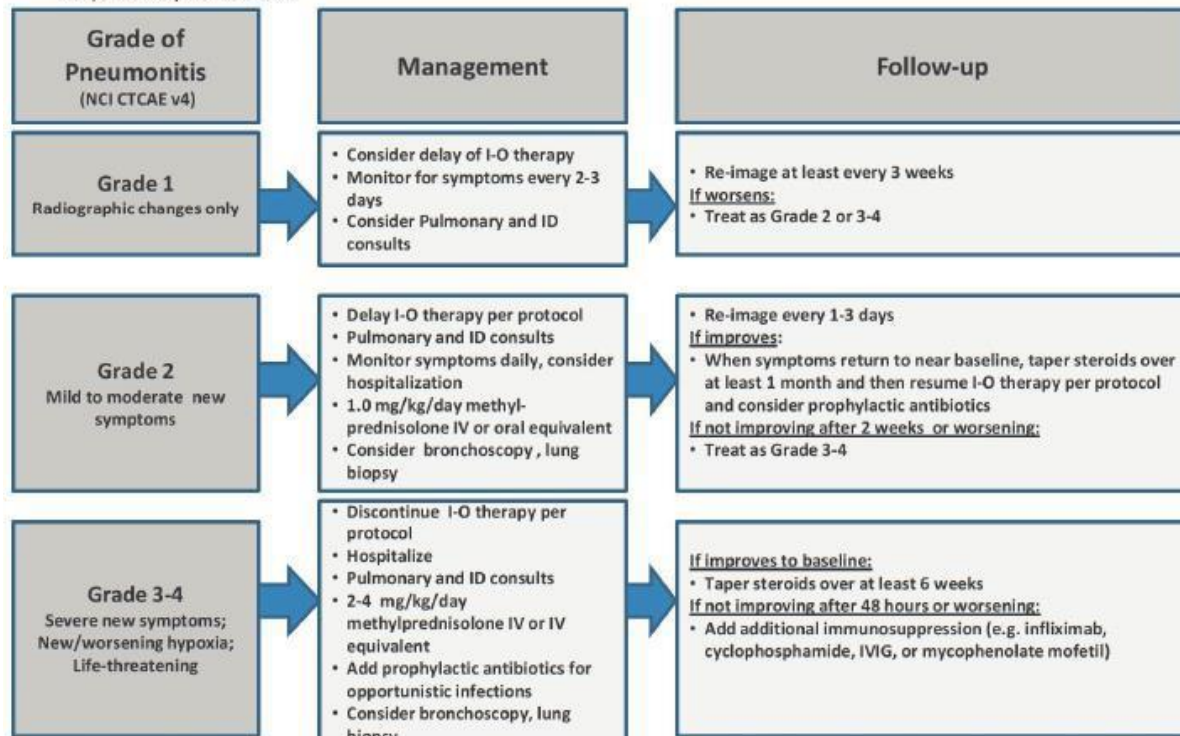 Grade of
Pneumonitis
(NCI CTCAE v4)
Management
Follow-up
Grade 1
Radiographic changes only
• Consider delay of I-O therapy
• Monitor for symptoms every 2-3
days
• Consider Pulmonary and ID
consults
• Re-image at least every 3 weeks
If worsens:
• Treat as Grade 2 or 3-4
Grade 2
Mild to moderate new
symptoms
• Delay I-O therapy per protocol
• Pulmonary and ID consults
• Monitor symptoms daily, consider
hospitalization
• 1.0 mg/kg/day methyl-
prednisolone IV or oral equivalent
• Consider bronchoscopy , lung
biopsy
• Re-image every 1-3 days
If improves:
• When symptoms return to near baseline, taper steroids over
at least 1 month and then resume I-O therapy per protocol
and consider prophylactic antibiotics
If not improving after 2 weeks or worsening:
• Treat as Grade 3-4
Grade 3-4
Severe new symptoms;
New/worsening hypoxia;
Life-threatening
• Discontinue I-O therapy per
protocol
• Hospitalize
• Pulmonary and ID consults
• 2-4 mg/kg/day
methylprednisolone IV or IV
equivalent
• Add prophylactic antibiotics for
opportunistic infections
• Consider bronchoscopy, lung
biopsy
If improves to baseline:
• Taper steroids over at least 6 weeks
If not improving after 48 hours or worsening:
• Add additional immunosuppression (e.g. infliximab,
cyclophosphamide, IVIG, or mycophenolate mofetil)